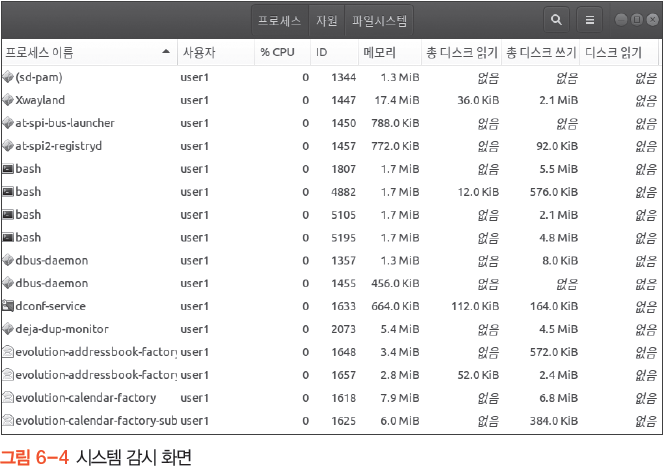 프로세스 자원 파일시스템
프로세스 이름 사용자 % CPU ID 메모리 총 디스크 읽기 총 디스크 쓰기 디스크 읽기
(sd-pam) user1 0 1344 1.3 MiB 없음 없음 없음
Xwayland user1 0 1447 17.4 MiB 36.0 KiB 2.1 MiB 없음
at-spi-bus-launcher user1 0 1450 788.0 KiB 없음 없음 없음
at-spi2-registryd user1 0 1457 772.0 KiB 없음 92.0 KiB 없음
bash user1 0 1807 1.7 MiB 없음 5.5 MiB 없음
bash user1 0 4882 1.7 MiB 12.0 KiB 576.0 KiB 없음
bash user1 0 5105 1.7 MiB 없음 2.1 MiB 없음
bash user1 0 5195 1.7 MiB 없음 4.8 MiB 없음
dbus-daemon user1 0 1357 1.3 MiB 없음 8.0 KiB 없음
dbus-daemon user1 0 1455 456.0 KiB 없음 없음 없음
dconf-service user1 0 1633 664.0 KiB 112.0 KiB 164.0 KiB 없음
deja-dup-monitor user1 0 2073 5.4 MiB 없음 4.5 MiB 없음
evolution-addressbook-factory user1 0 1648 3.4 MiB 없음 572.0 KiB 없음
evolution-addressbook-factory user1 0 1657 2.8 MiB 52.0 KiB 2.4 MiB 없음
evolution-calendar-factory user1 0 1618 7.9 MiB 없음 6.8 MiB 없음
evolution-calendar-factory-sub user1 0 1625 6.0 MiB 없음 384.0 KiB 없음
그림 6-4 시스템 감시 화면